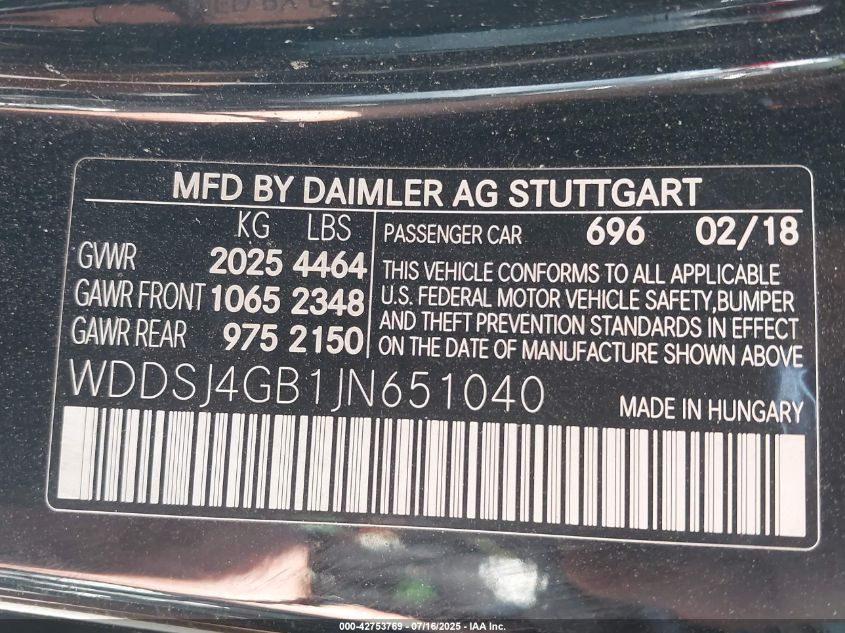 MFD BY DAIMLER AG STUTTGART
KG LBS
GVWR 2025 4464
GAWR FRONT 1065 2348
GAWR REAR 975 2150
PASSENGER CAR 696 02/18
THIS VEHICLE CONFORMS TO ALL APPLICABLE
U.S. FEDERAL MOTOR VEHICLE SAFETY,BUMPER
AND THEFT PREVENTION STANDARDS IN EFFECT
ON THE DATE OF MANUFACTURE SHOWN ABOVE
WDDSJ4GB1JN651040
MADE IN HUNGARY
000-42753769 - 07/16/2025 - IAA Inc.